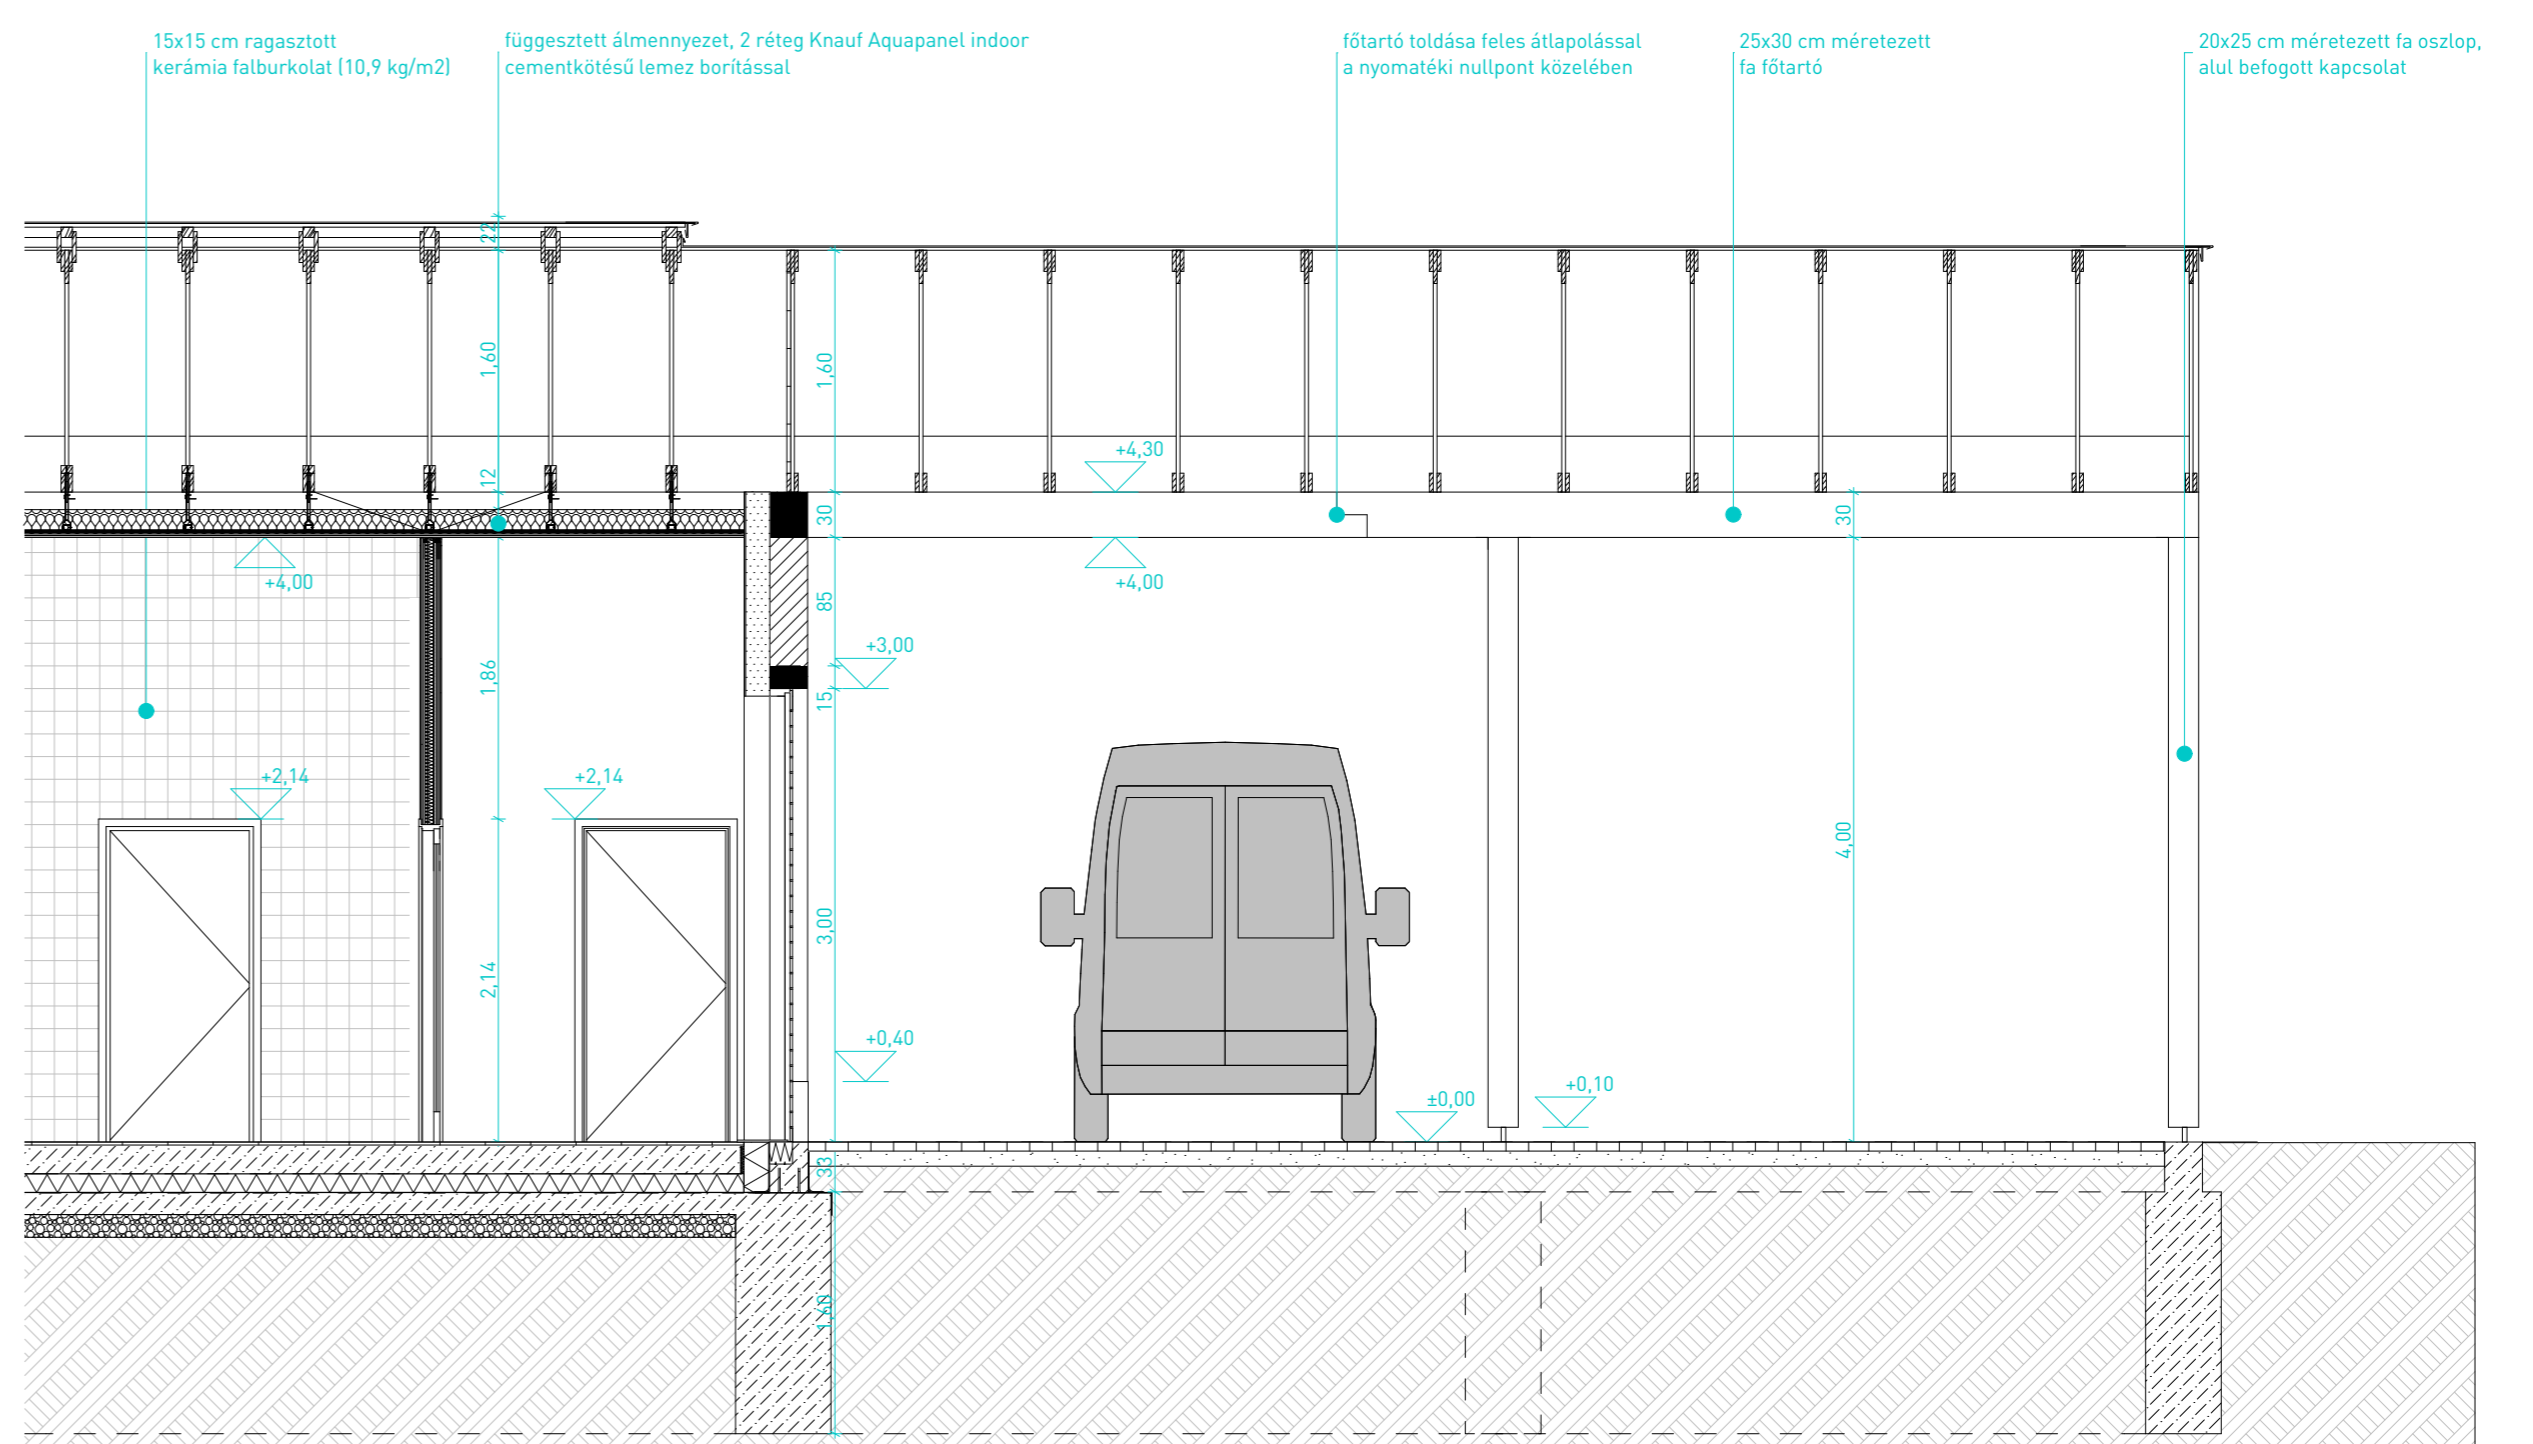 15x15 cm ragasztott
kerámia falburkolat (10,9 kg/m2)
függesztett álmennyezet, 2 réteg Knauf Aquapanel indoor
cementkötésű lemez borítással
főtartó toldása feles átlapolással
a nyomatéki nullpont közelében
25x30 cm méretezett
fa főtartó
20x25 cm méretezett fa oszlop,
alul befogott kapcsolat
22
1,60
1,60
12
+4,30
30
30
+4,00
+4,00
85
+3,00
1,86
15
+2,14
+2,14
4,00
3,00
2,14
+0,40
±0,00
+0,10
33
1,60